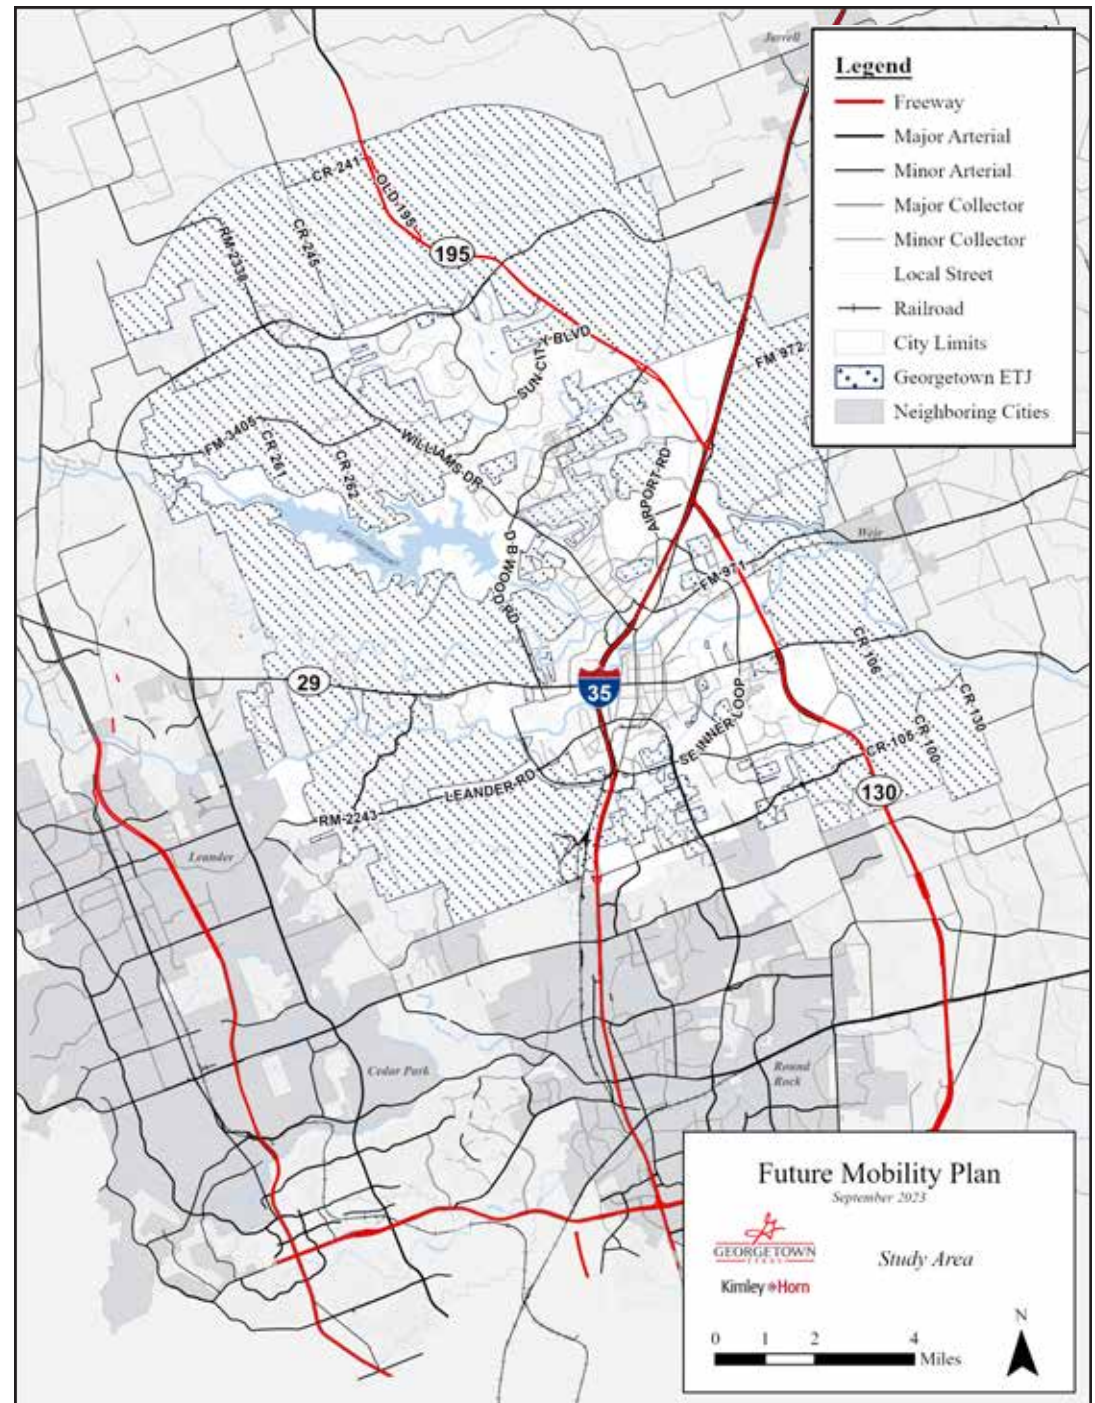 Jarrell
Legend
Freeway
Major Arterial
Minor Arterial
Major Collector
Minor Collector
Local Street
Railroad
City Limits
Georgetown ETJ
Neighboring Cities
CR 241
OLD 195
RM-2338
CR 245
195
SUN CITY BLVD
FM-972
FM-3405
CR 261
CR 262
WILLIAMS DR
AIRPORT RD
D B WOOD RD
Weir
FM-971
CR 106
29
35
CR-130
CR-100
SE INNER LOOP
CR-105
LEANDER RD
RM-2243
130
Leander
Cedar Park
Round
Rock
Future Mobility Plan
September 2023
GEORGETOWN
TEXAS
Kimley»Horn
Study Area
N
0 1 2 4
Miles